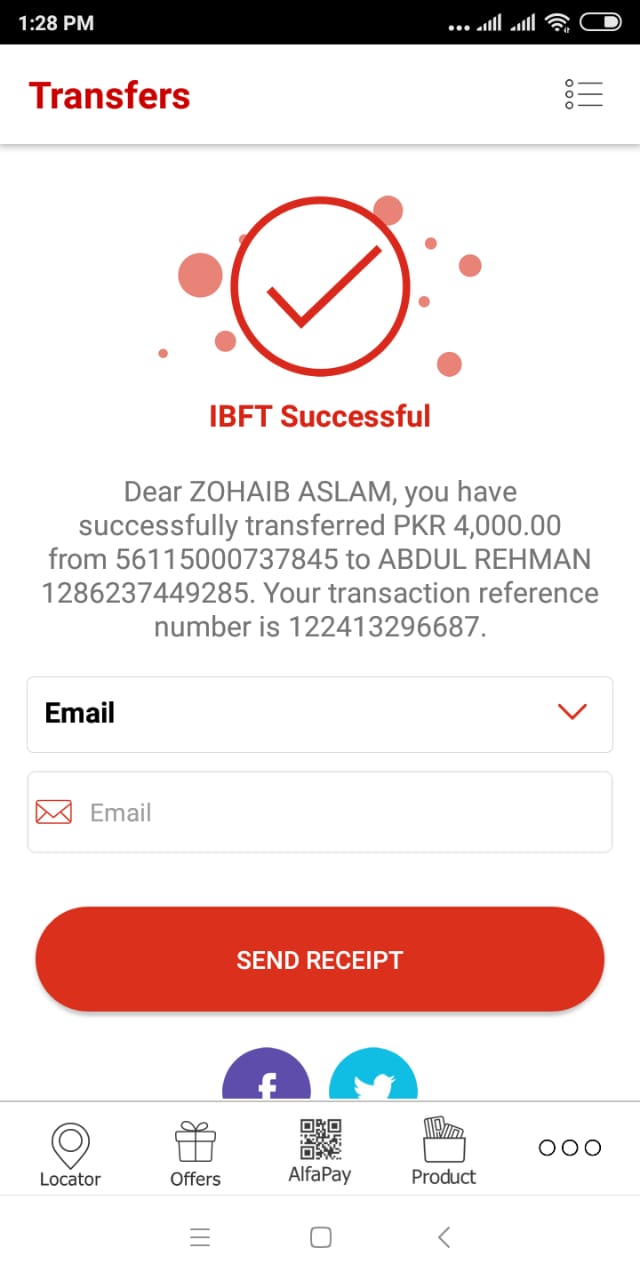 1:28 PM
Transfers
IBFT Successful
Dear ZOHAIB ASLAM, you have
successfully transferred PKR 4,000.00
from 56115000737845 to ABDUL REHMAN
1286237449285. Your transaction reference
number is 122413296687.
Email
Email
SEND RECEIPT
Locator
Offers
AlfaPay
Product